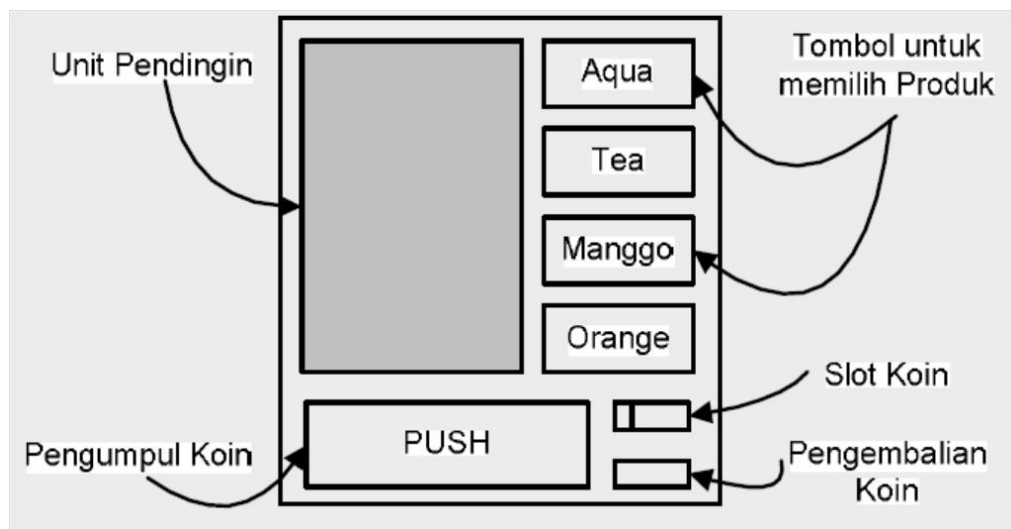 Unit Pendingin
Aqua
Tea
Manggo
Orange
Tombol untuk
memilih Produk
Slot Koin
Pengumpul Koin
PUSH
Pengembalian
Koin